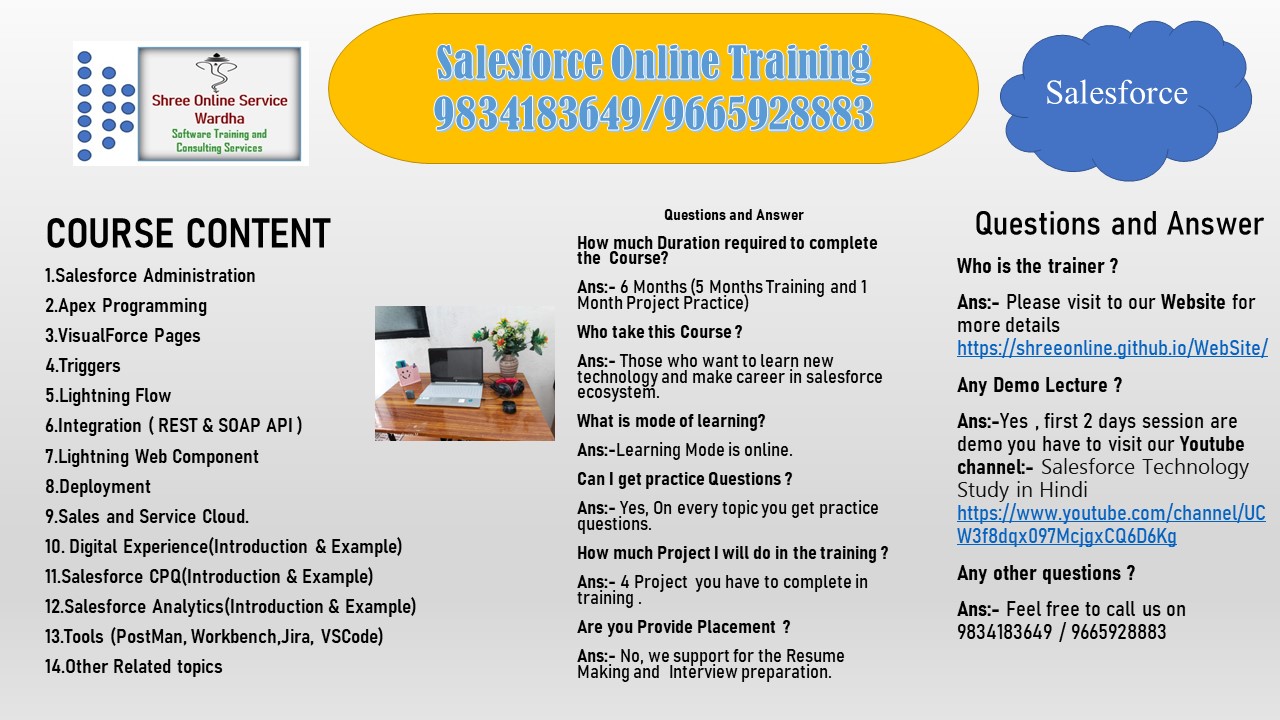 Shree Online Service
Wardha
Software Training and
Consulting Services
Salesforce Online Training
9834183649/9665928883
Salesforce
COURSE CONTENT
1.Salesforce Administration
2.Apex Programming
3.VisualForce Pages
4.Triggers
5.Lightning Flow
6.Integration ( REST & SOAP API )
7.Lightning Web Component
8.Deployment
9.Sales and Service Cloud.
10. Digital Experience(Introduction & Example)
11.Salesforce CPQ(Introduction & Example)
12.Salesforce Analytics(Introduction & Example)
13.Tools (PostMan, Workbench,Jira, VSCode)
14.Other Related topics
Questions and Answer
How much Duration required to complete
the Course?
Ans:- 6 Months (5 Months Training and 1
Month Project Practice)
Who take this Course ?
Ans:- Those who want to learn new
technology and make career in salesforce
ecosystem.
What is mode of learning?
Ans:-Learning Mode is online.
Can I get practice Questions ?
Ans:- Yes, On every topic you get practice
questions.
How much Project I will do in the training ?
Ans:- 4 Project you have to complete in
training .
Are you Provide Placement ?
Ans:- No, we support for the Resume
Making and Interview preparation.
Questions and Answer
Who is the trainer ?
Ans:- Please visit to our Website for
more details
https://shreeonline.github.io/WebSite/
Any Demo Lecture ?
Ans:-Yes , first 2 days session are
demo you have to visit our Youtube
channel:- Salesforce Technology
Study in Hindi
https://www.youtube.com/channel/UC
W3f8dqx097McjgxCQ6D6Kg
Any other questions ?
Ans:- Feel free to call us on
9834183649 / 9665928883